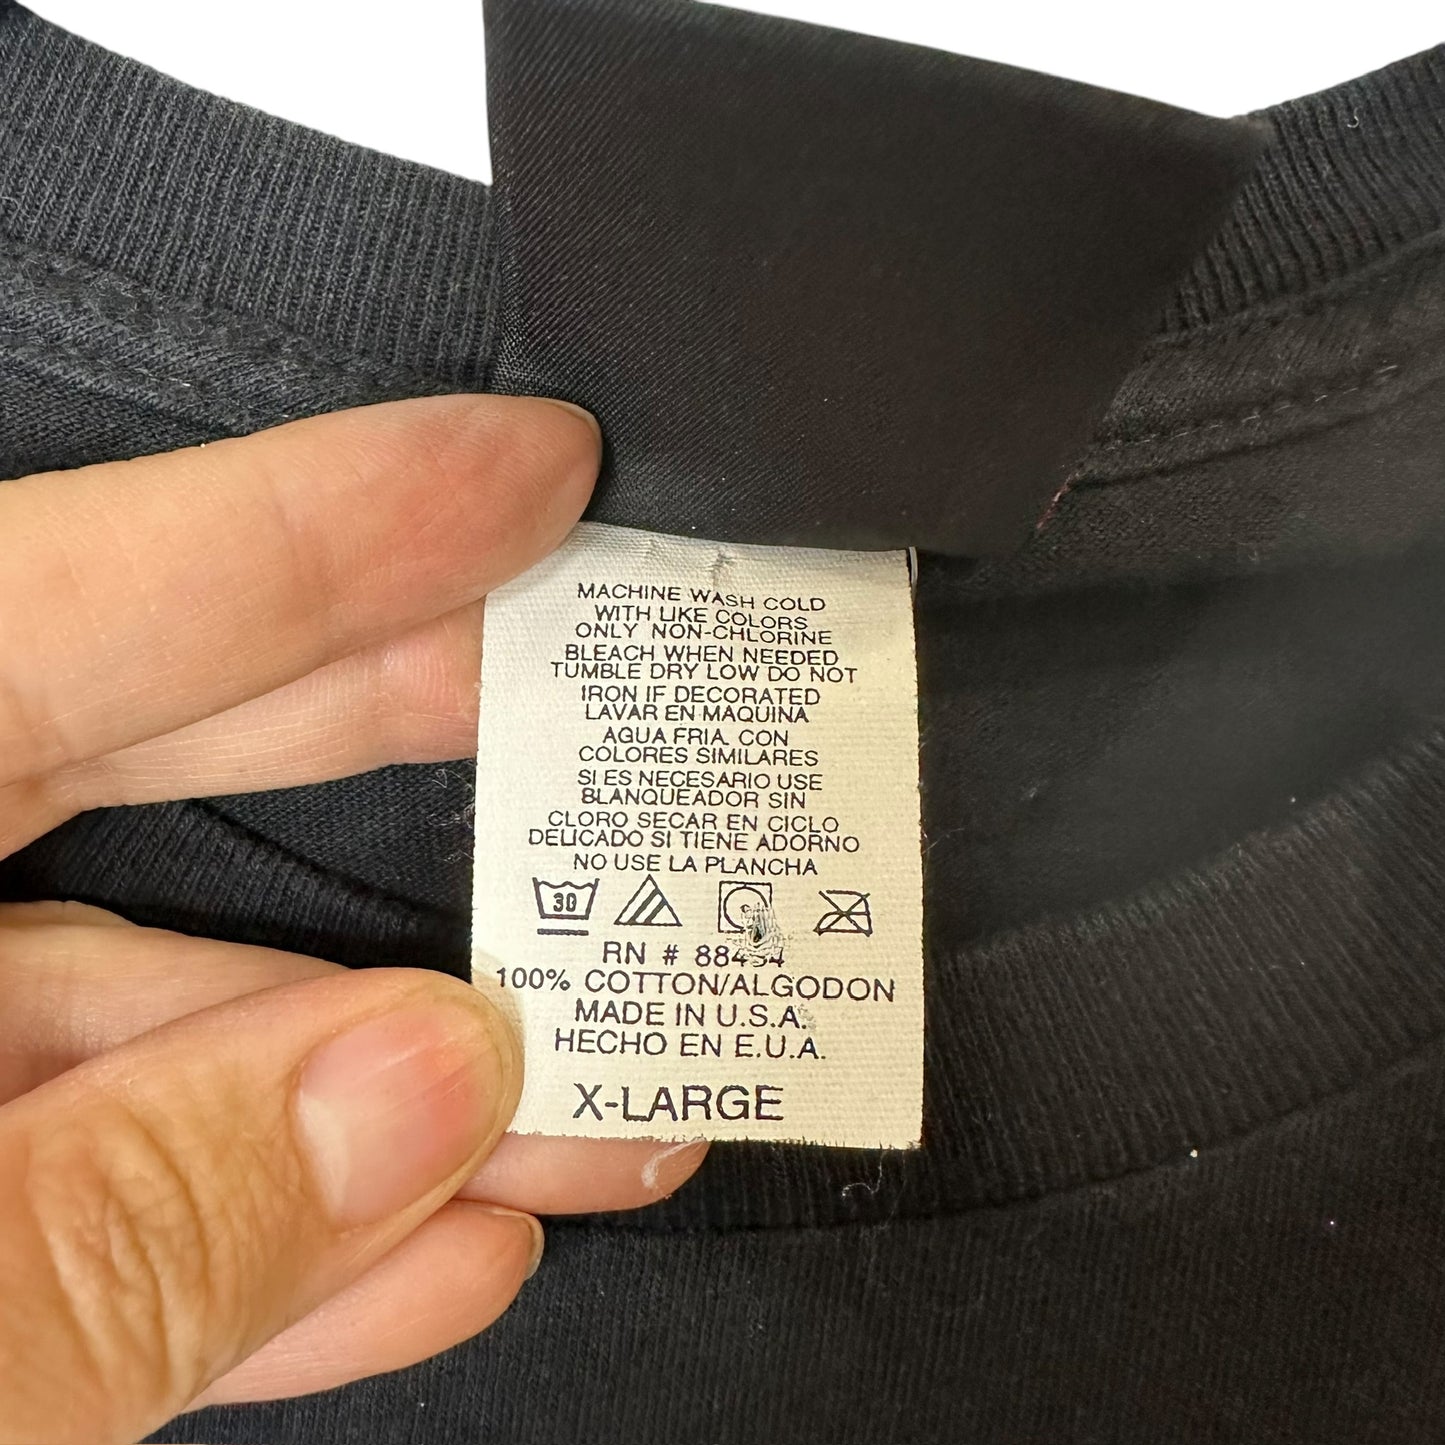 MACHINE WASH COLD
WITH LIKE COLORS
ONLY NON-CHLORINE
BLEACH WHEN NEEDED
TUMBLE DRY LOW DO NOT
IRON IF DECORATED
LAVAR EN MAQUINA
AGUA FRIA CON
COLORES SIMILARES
SI ES NECESARIO USE
BLANQUEADOR SIN
CLORO SECAR EN CICLO
DELICADO SI TIENE ADORNO
NO USE LA PLANCHA
30
RN #
100% COTTON/ALGODON
MADE IN U.S.A.
HECHO EN E.U.A.
X-LARGE